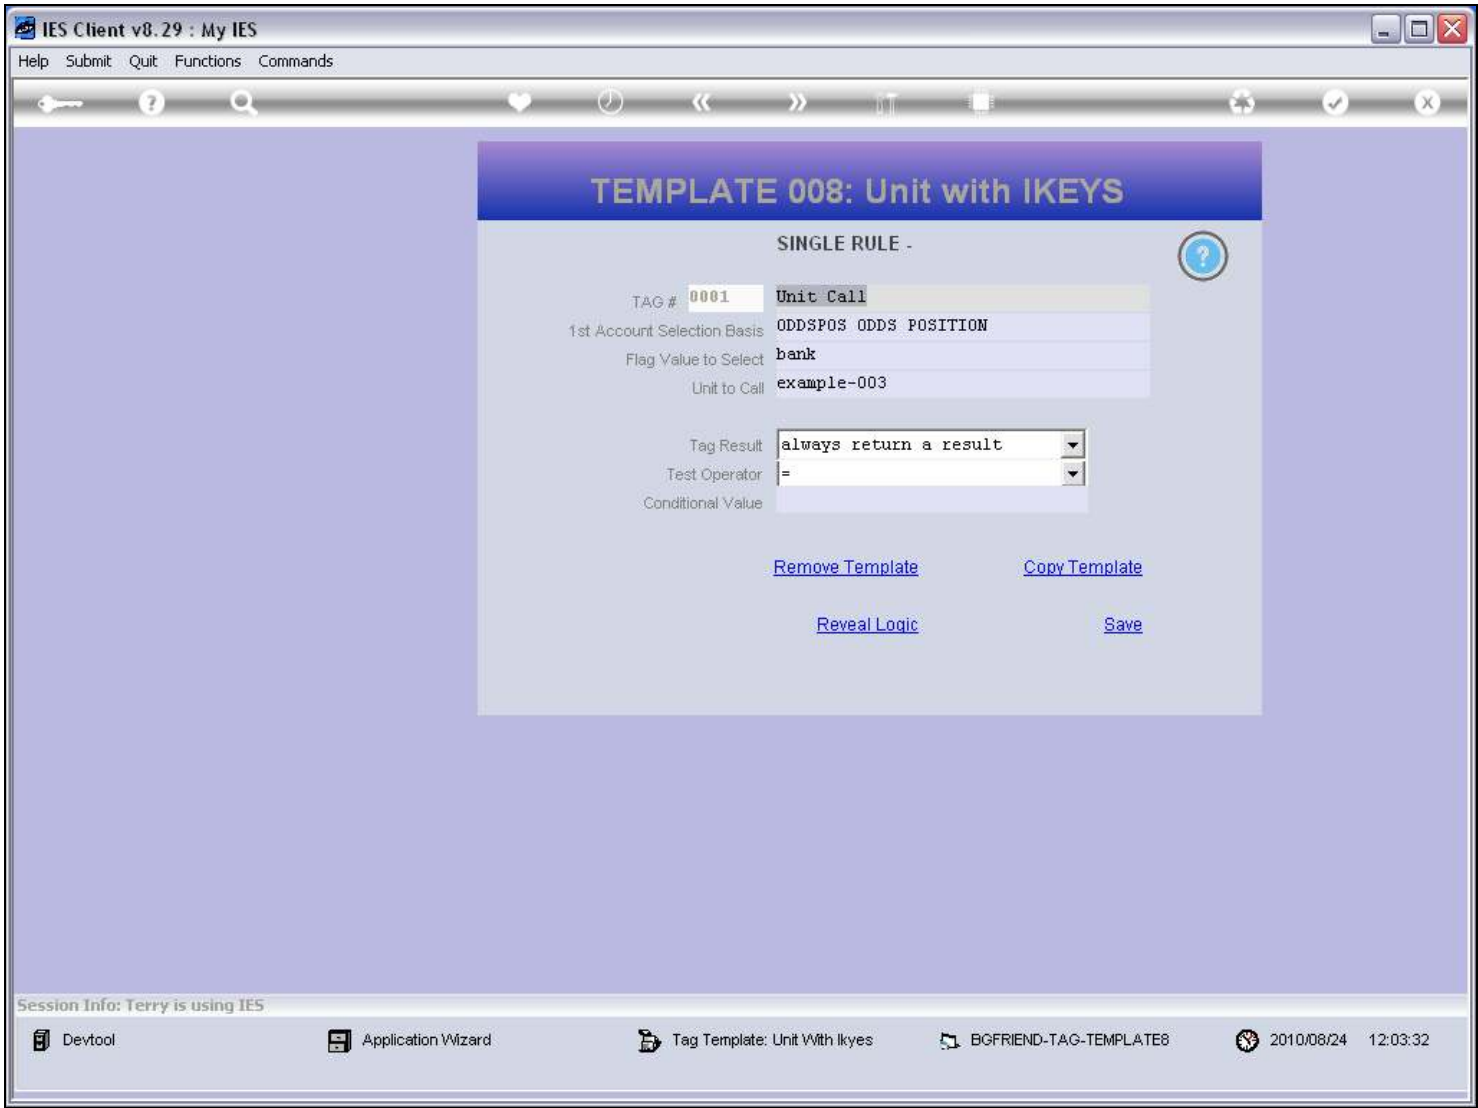 IES Client v8.29 : My IES
Help Submit Quit Functions Commands
TEMPLATE 008: Unit with IKEYS
SINGLE RULE -
TAG # 0001 Unit Call
1st Account Selection Basis ODDSPOS ODDS POSITION
Flag Value to Select bank
Unit to Call example-003
Tag Result always return a result
Test Operator =
Conditional Value
Remove Template Copy Template
Reveal Logic Save
Session Info: Terry is using IES
Devtool Application Wizard Tag Template: Unit With Ikyes BGFRIEND-TAG-TEMPLATE8 2010/08/24 12:03:32